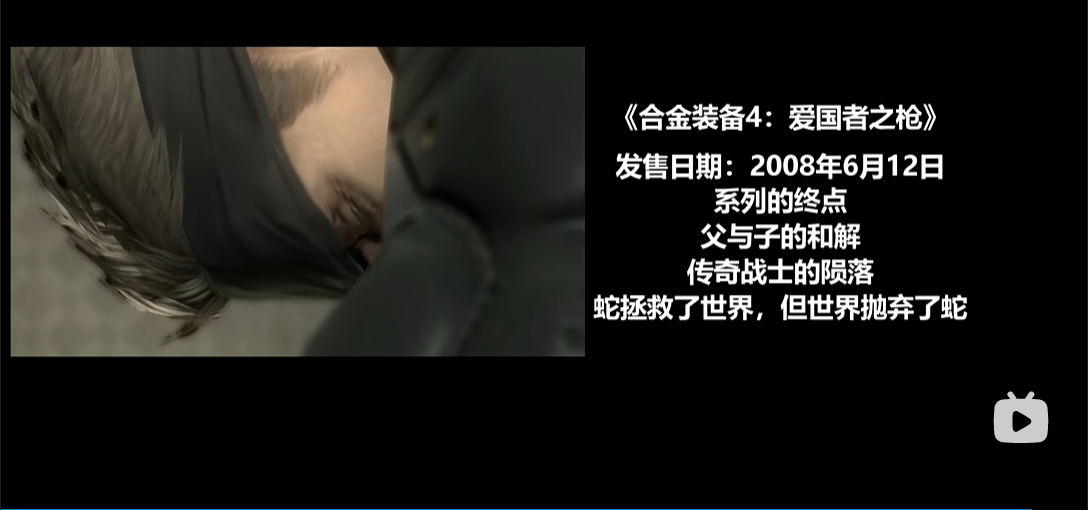 《合金装备4：爱国者之枪》
发售日期：2008年6月12日
系列的终点
父与子的和解
传奇战士的陨落
蛇拯救了世界，但世界抛弃了蛇